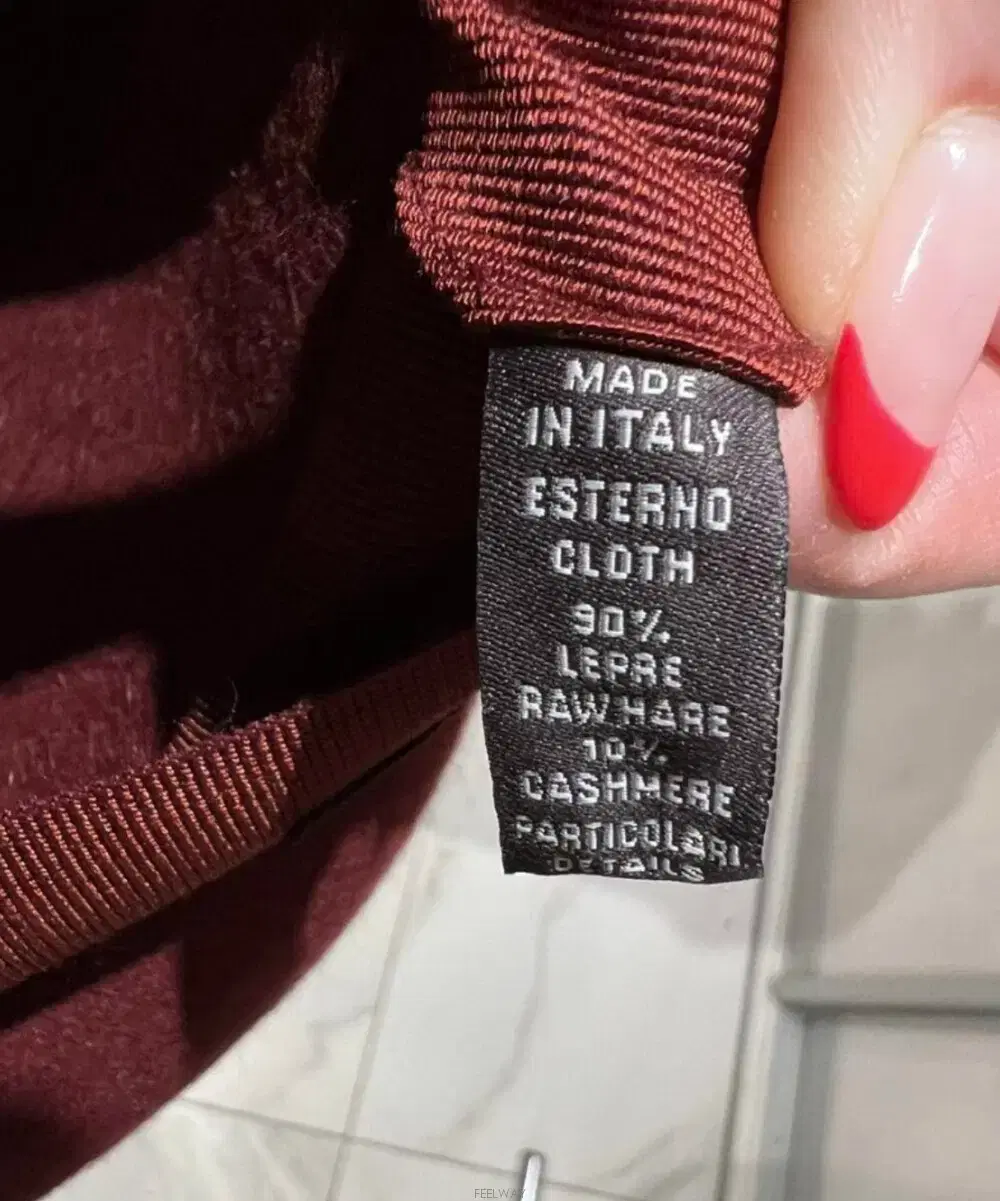 MADE
IN ITALY
ESTERNO
CLOTH
90%
LEPRE
RAW HARE
10%
CASHMERE
PARTICOLARI
DETAILS
FEELWAY